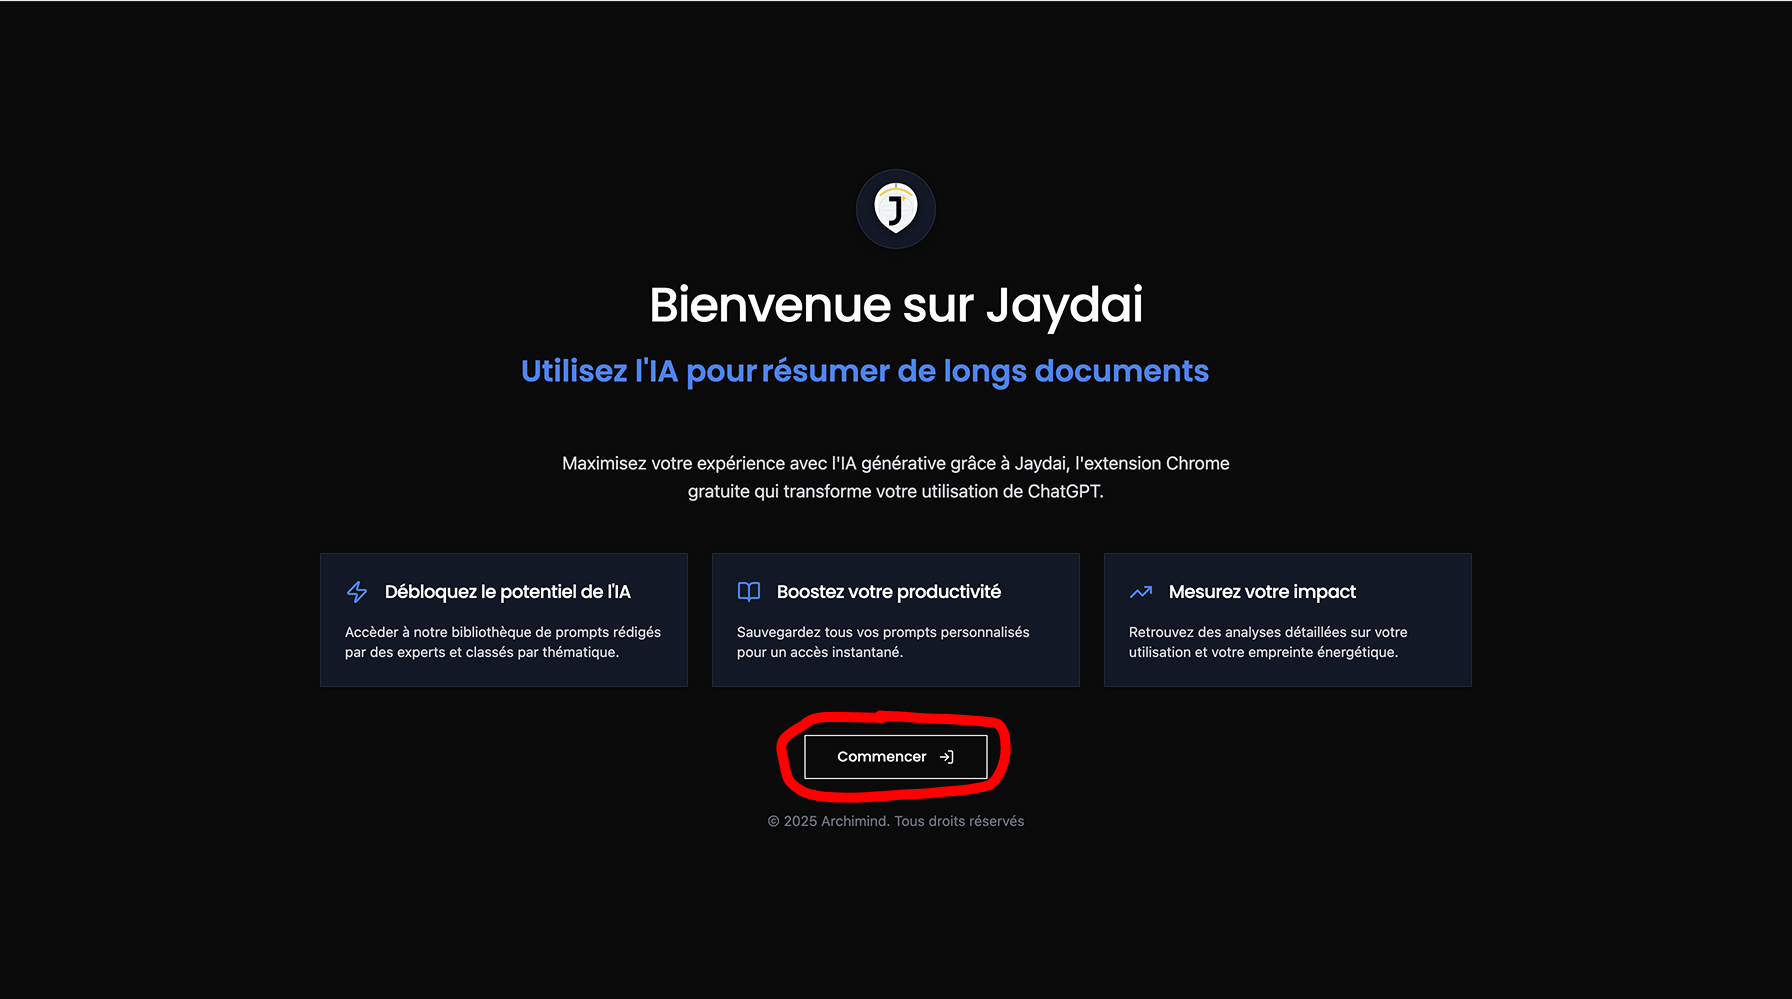 J
Bienvenue sur Jaydai
Utilisez l'IA pour résumer de longs documents
Maximisez votre expérience avec l'IA générative grâce à Jaydai, l'extension Chrome
gratuite qui transforme votre utilisation de ChatGPT.
Débloquez le potentiel de l'IA
Accèder à notre bibliothèque de prompts rédigés
par des experts et classés par thématique.
Boostez votre productivité
Sauvegardez tous vos prompts personnalisés
pour un accès instantané.
Mesurez votre impact
Retrouvez des analyses détaillées sur votre
utilisation et votre empreinte énergétique.
Commencer
© 2025 Archimind. Tous droits réservés